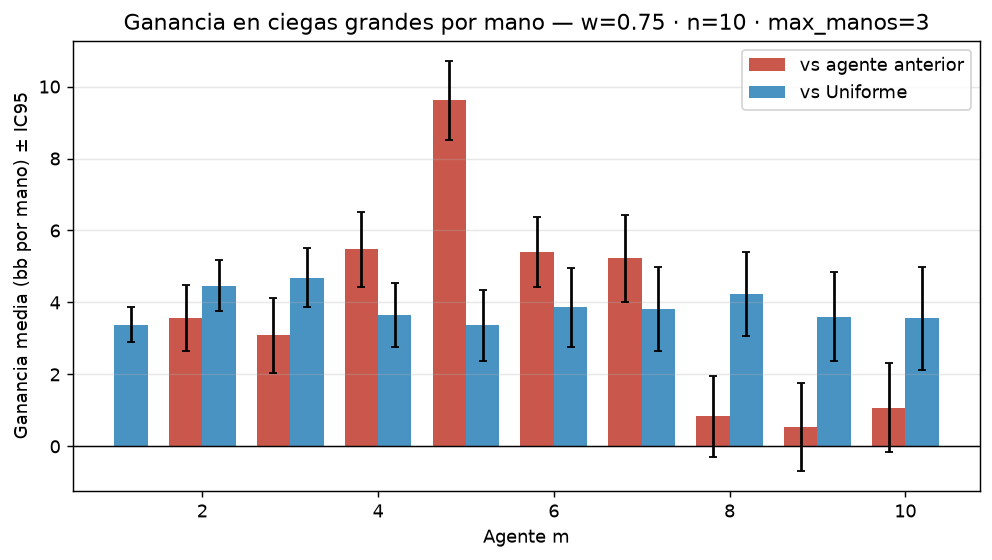 Ganancia en ciegas grandes por mano — w=0.75 · n=10 · max_manos=3
vs agente anterior
vs Uniforme
Ganancia media (bb por mano) ± IC95
10
8
6
4
2
0
2
4
6
8
10
Agente m